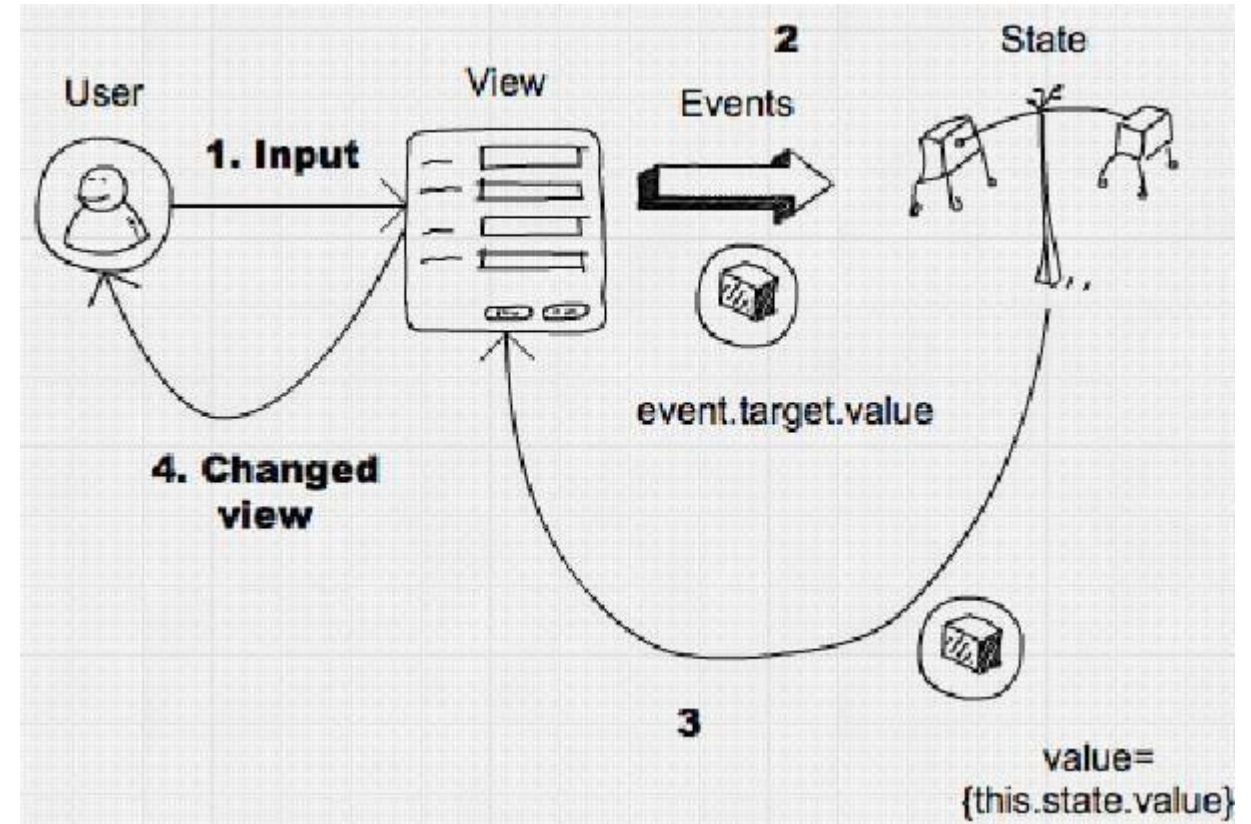 2
State
User
View
Events
1. Input
event.target.value
4. Changed
view
3
value=
{this.state.value}